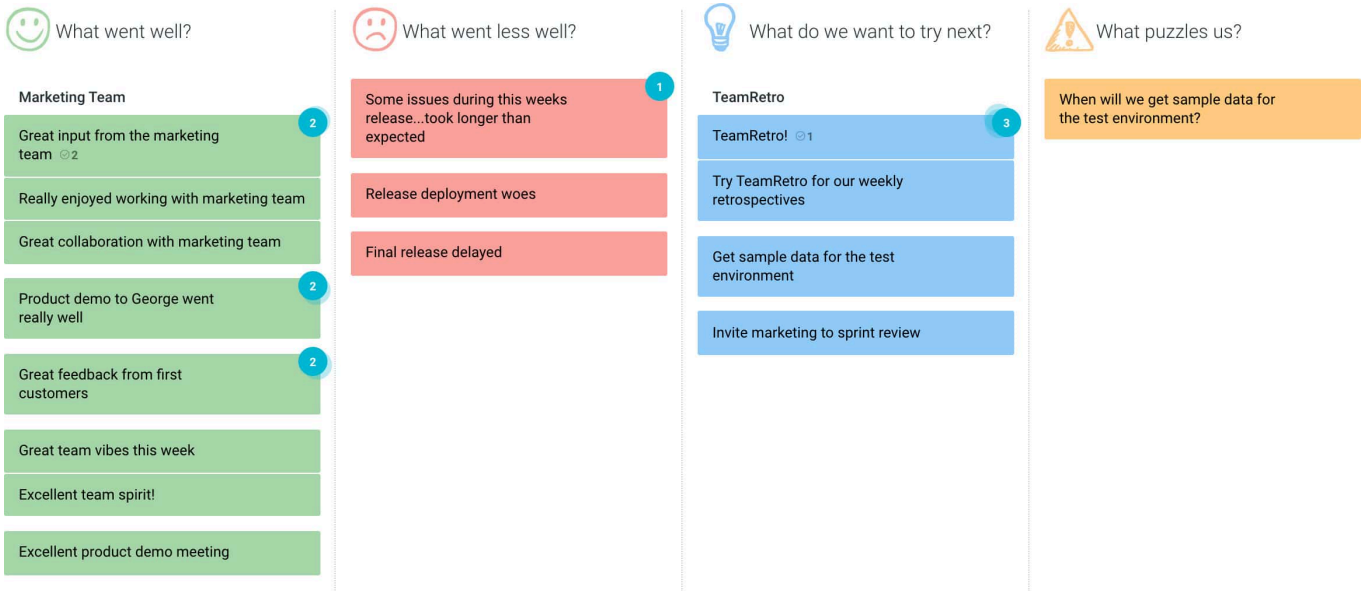 What went well?
Marketing Team
2
Great input from the marketing
team 2
Really enjoyed working with marketing team
Great collaboration with marketing team
2
Product demo to George went
really well
2
Great feedback from first
customers
Great team vibes this week
Excellent team spirit!
Excellent product demo meeting
What went less well?
1
Some issues during this weeks
release...took longer than
expected
Release deployment woes
Final release delayed
What do we want to try next?
TeamRetro
3
TeamRetro! 1
Try TeamRetro for our weekly
retrospectives
Get sample data for the test
environment
Invite marketing to sprint review
What puzzles us?
When will we get sample data for
the test environment?